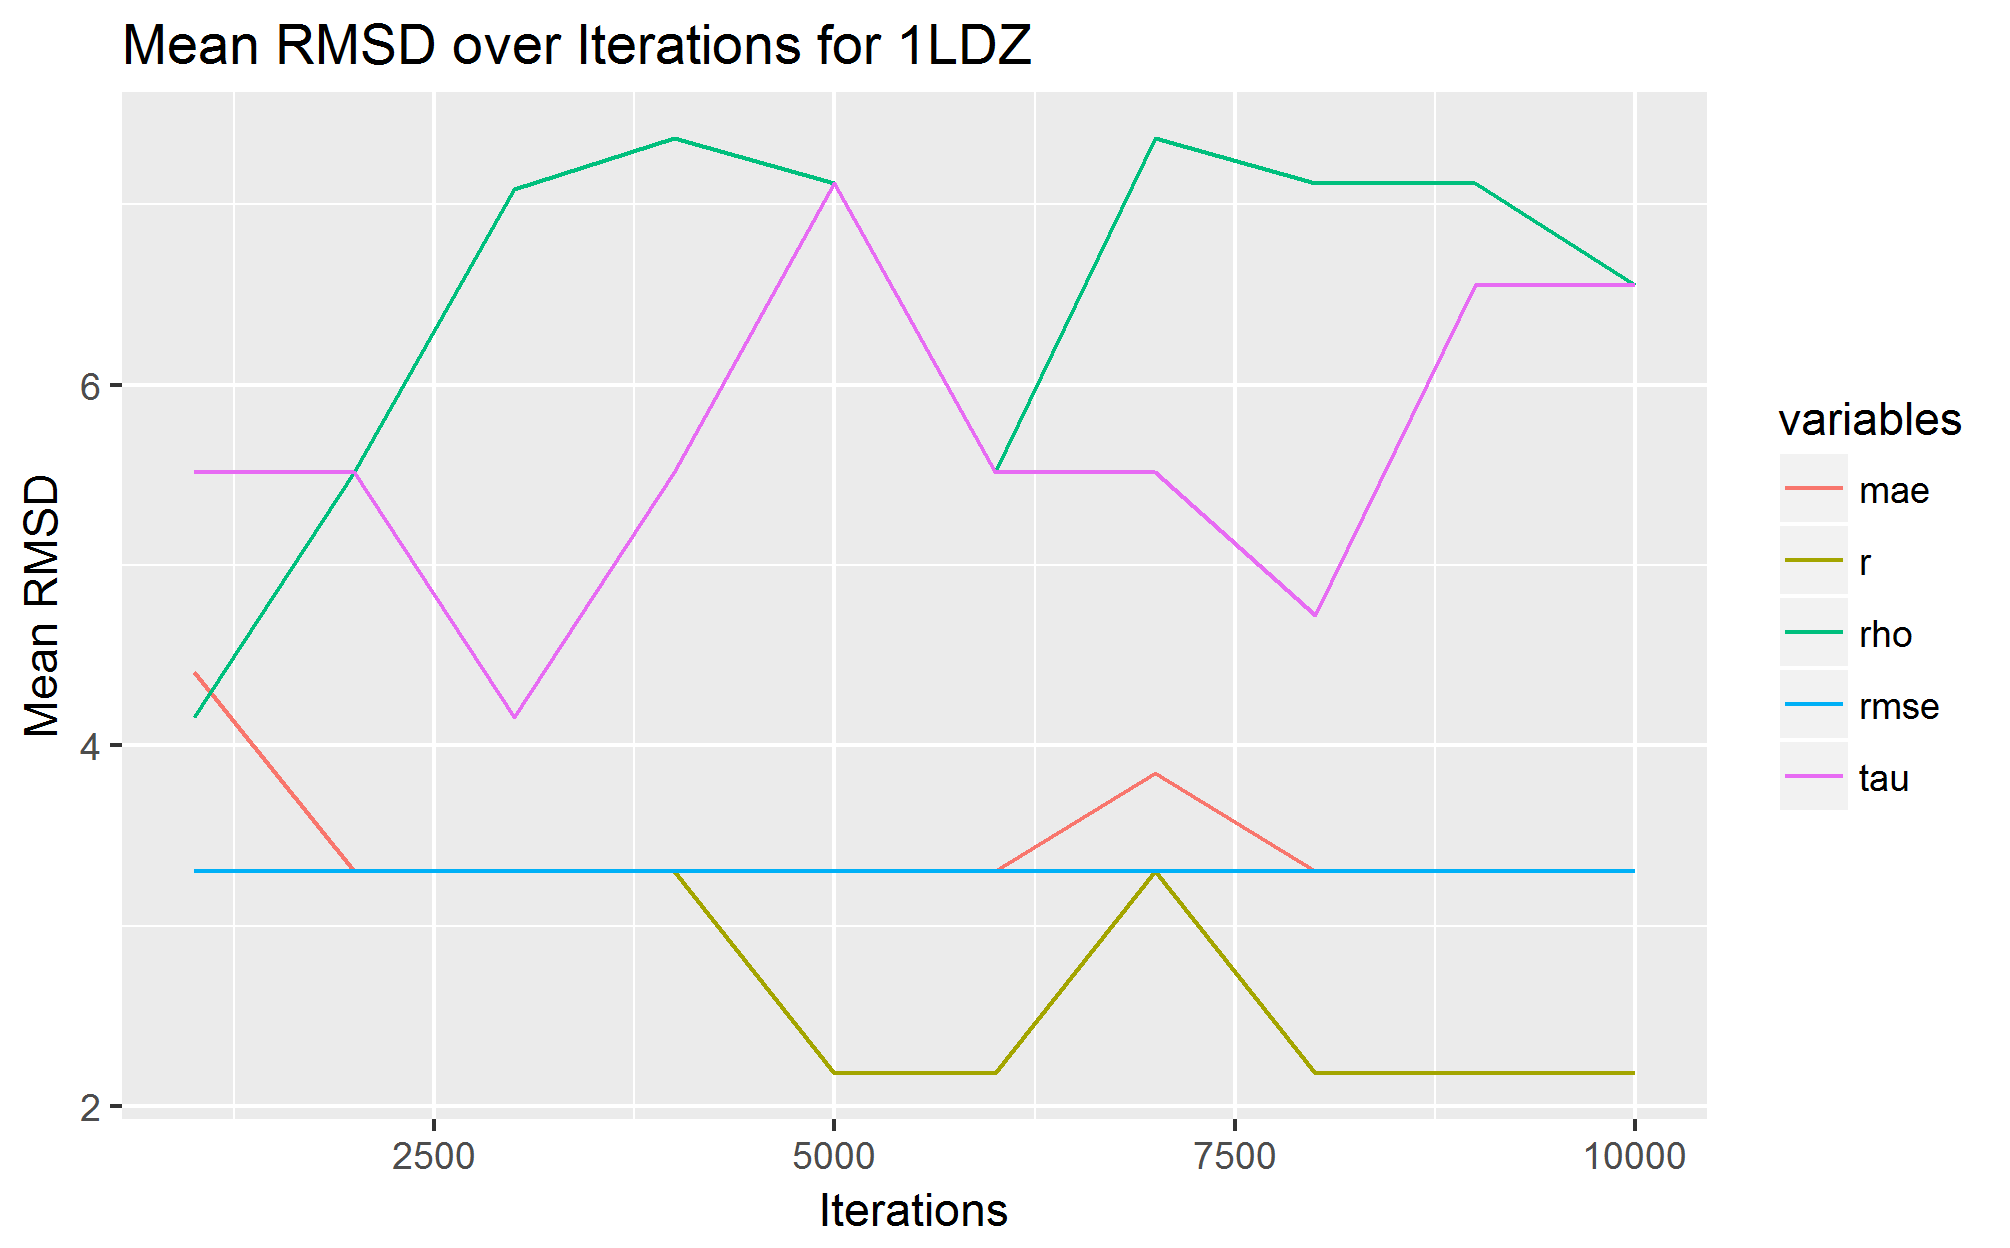 Mean RMSD over Iterations for 1LDZ
Mean RMSD
6
4
2
2500 5000 7500 10000
Iterations
variables
mae
r
rho
rmse
tau